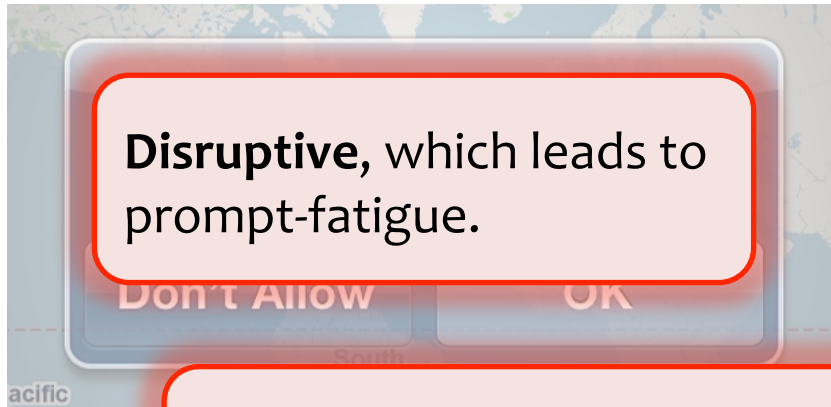 Disruptive, which leads to
prompt-fatigue.
Don't Allow
OK
South
acific